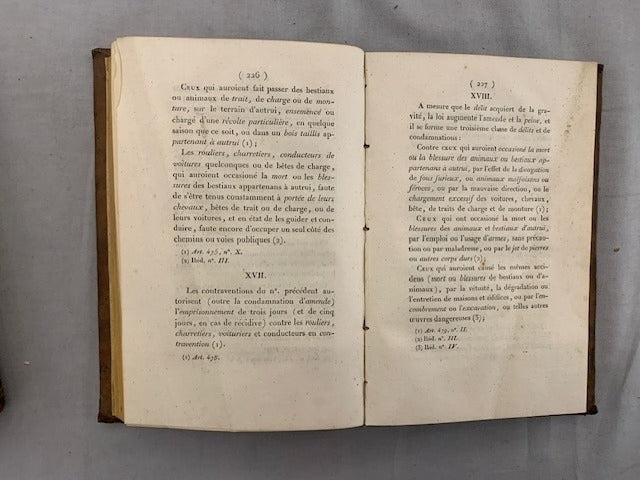 ( 226 )
CEUX qui auroient fait passer des bestiaux
ou animaux de trait, de charge ou de mon-
ture, sur le terrain d'autrui, ensemencé ou
chargé d'une récolte particulière, en quelque
saison que ce soit, ou dans un bois taillis ap-
partenant à autrui (1);
Les rouliers, charretiers, conducteurs de
voitures quelconques ou de bêtes de charge,
qui auroient occasioné la mort ou les bles-
sures des bestiaux appartenans à autrui, faute
de s'être tenus constamment à portée de leurs
chevaux, bêtes de trait ou de charge, ou de
leurs voitures, et en état de les guider et con-
duire, faute encore d'occuper un seul côté des
chemins ou voies publiques (2).
(1) Art. 475, n°. X.
(2) Ibid. n°. III.
XVII.
Les contraventions du n°. précédent au-
torisent (outre la condamnation d'amende)
l'emprisonnement de trois jours (et de cinq
jours, en cas de récidive) contre les rouliers,
charretiers, voituriers et conducteurs en con-
travention (1).
(1) Art. 476.
( 227 )
XVIII.
A mesure que le délit acquiert de la gra-
vité, la loi augmente l'amende et la peine, et
il se forme une troisième classe de délits et de
condamnations :
Contre CEUX qui auroient occasioné la mort
ou la blessure des animaux ou bestiaux appar-
tenans à autrui, par l'effet de la divagation
de fous furieux, ou animaux malfaisans ou
féroces, ou par la mauvaise direction, ou le
chargement excessif des voitures, chevaux,
bête, de traits de charge et de monture (1);
CEUX qui ont occasioné la mort ou les
blessures des animaux et bestiaux d'autrui,
par l'emploi ou l'usage d'armes, sans précau-
tion ou par maladresse, ou par le jet de pierres
ou autres corps durs (2);
CEUX qui auroient causé les mêmes acci-
dens (mort ou blessures de bestiaux ou d'a-
nimaux), par la vétusté, la dégradation ou
l'entretien de maisons et édifices, ou par l'en-
combrement ou l'excavation, ou telles autres
œuvres dangereuses (3);
(1) Art. 479, n°. II.
(2) Ibid. n°. III.
(3) Ibid. n°. IV.